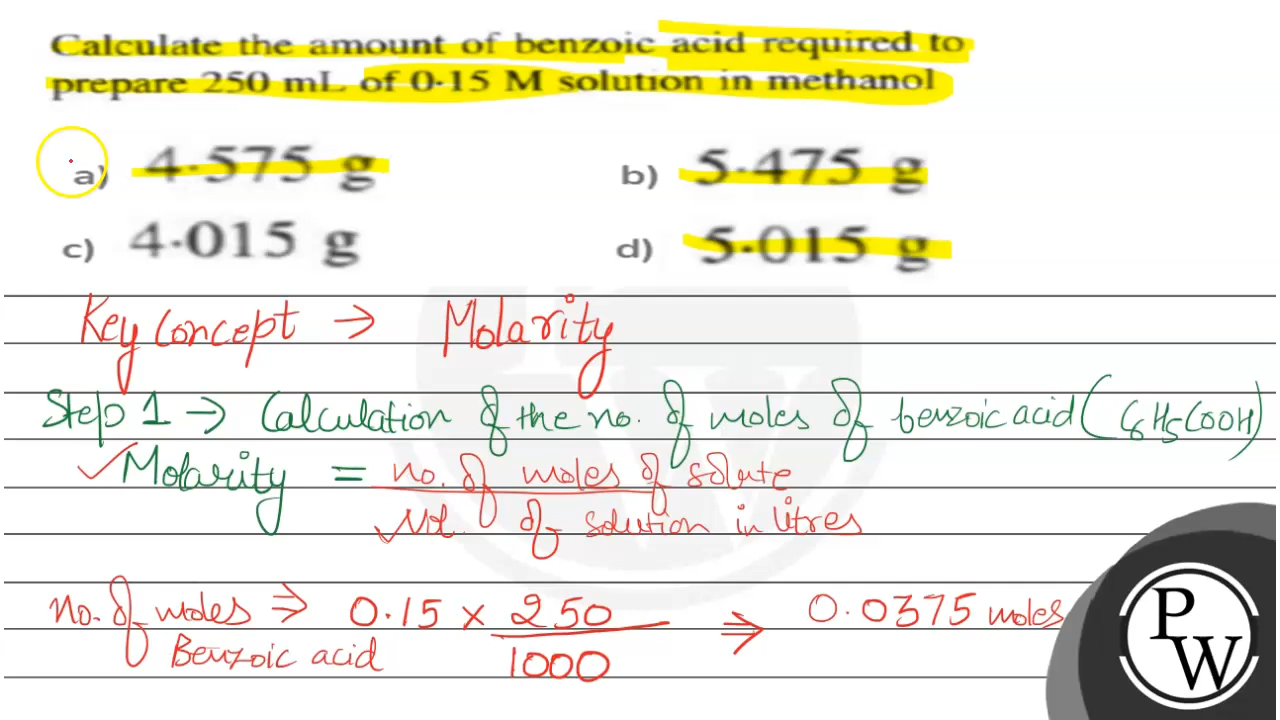 Calculate the amount of benzoic acid required to
prepare 250 mL of 0·15 M solution in methanol
a) 4·575 g b) 5·475 g
c) 4·015 g d) 5·015 g
Key concept → Molarity
Step 1 → Calculation of the no. of moles of benzoic acid (C6H5COOH)
Molarity = no. of moles of solute
Vol. of solution in litres
No. of moles ⇒ 0.15 × 250 ⇒ 0.0375 moles
Benzoic acid 1000
PW